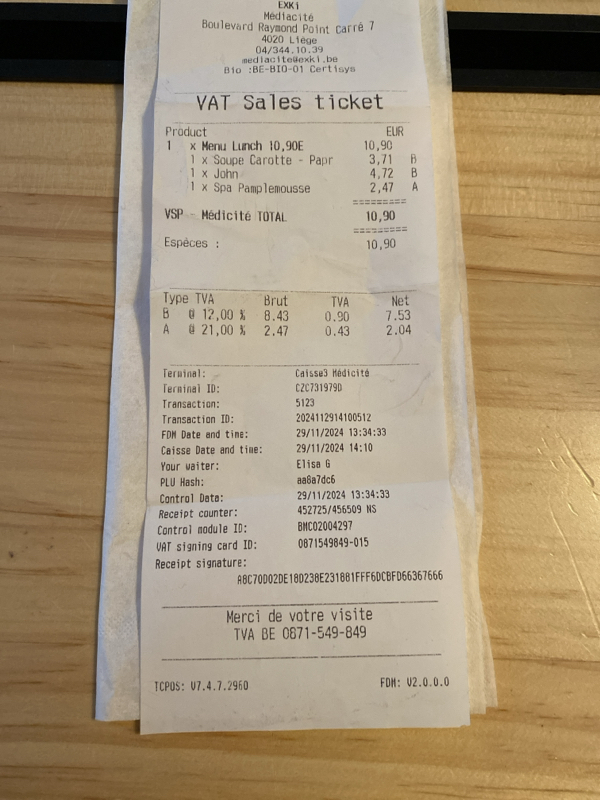 EXKi
Médiacité
Boulevard Raymond Point Carré 7
4020 Liège
04/344.10.39
mediacite@exki.be
Bio :BE-BIO-01 Certisys
VAT Sales ticket
Product EUR
1 x Menu Lunch 10,90E 10,90
1 x Soupe Carotte - Papr 3,71 B
1 x John 4,72 B
1 x Spa Pamplemousse 2,47 A
=========
VSP - Médicité TOTAL 10,90
=========
Espèces : 10,90
Type TVA Brut TVA Net
B @ 12,00 % 8.43 0.90 7.53
A @ 21,00 % 2.47 0.43 2.04
Terminal: Caisse3 Médicité
Terminal ID: CZC731979D
Transaction: 5123
Transaction ID: 2024112914100512
FDM Date and time: 29/11/2024 13:34:33
Caisse Date and time: 29/11/2024 14:10
Your waiter: Elisa G
PLU Hash: aa8a7dc6
Control Data: 29/11/2024 13:34:33
Receipt counter: 452725/456509 NS
Control module ID: BMC02004297
VAT signing card ID: 0871549849-015
Receipt signature:
A8C70D02DE18D238E231881FFF6DCBFD66367666
Merci de votre visite
TVA BE 0871-549-849
TCPOS: V7.4.7.2960 FDM: V2.0.0.0